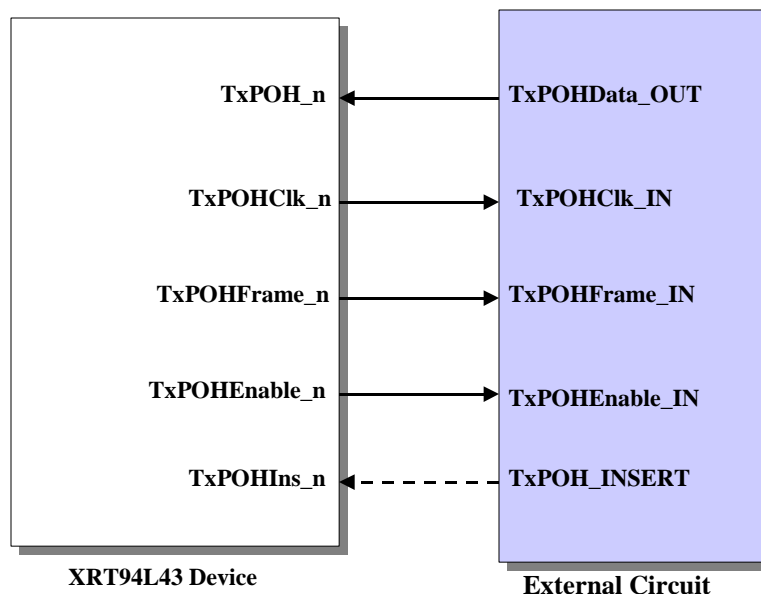 TxPOH_n TxPOHData_OUT
TxPOHClk_n TxPOHClk_IN
TxPOHFrame_n TxPOHFrame_IN
TxPOHEnable_n TxPOHEnable_IN
TxPOHIns_n TxPOH_INSERT
XRT94L43 Device External Circuit